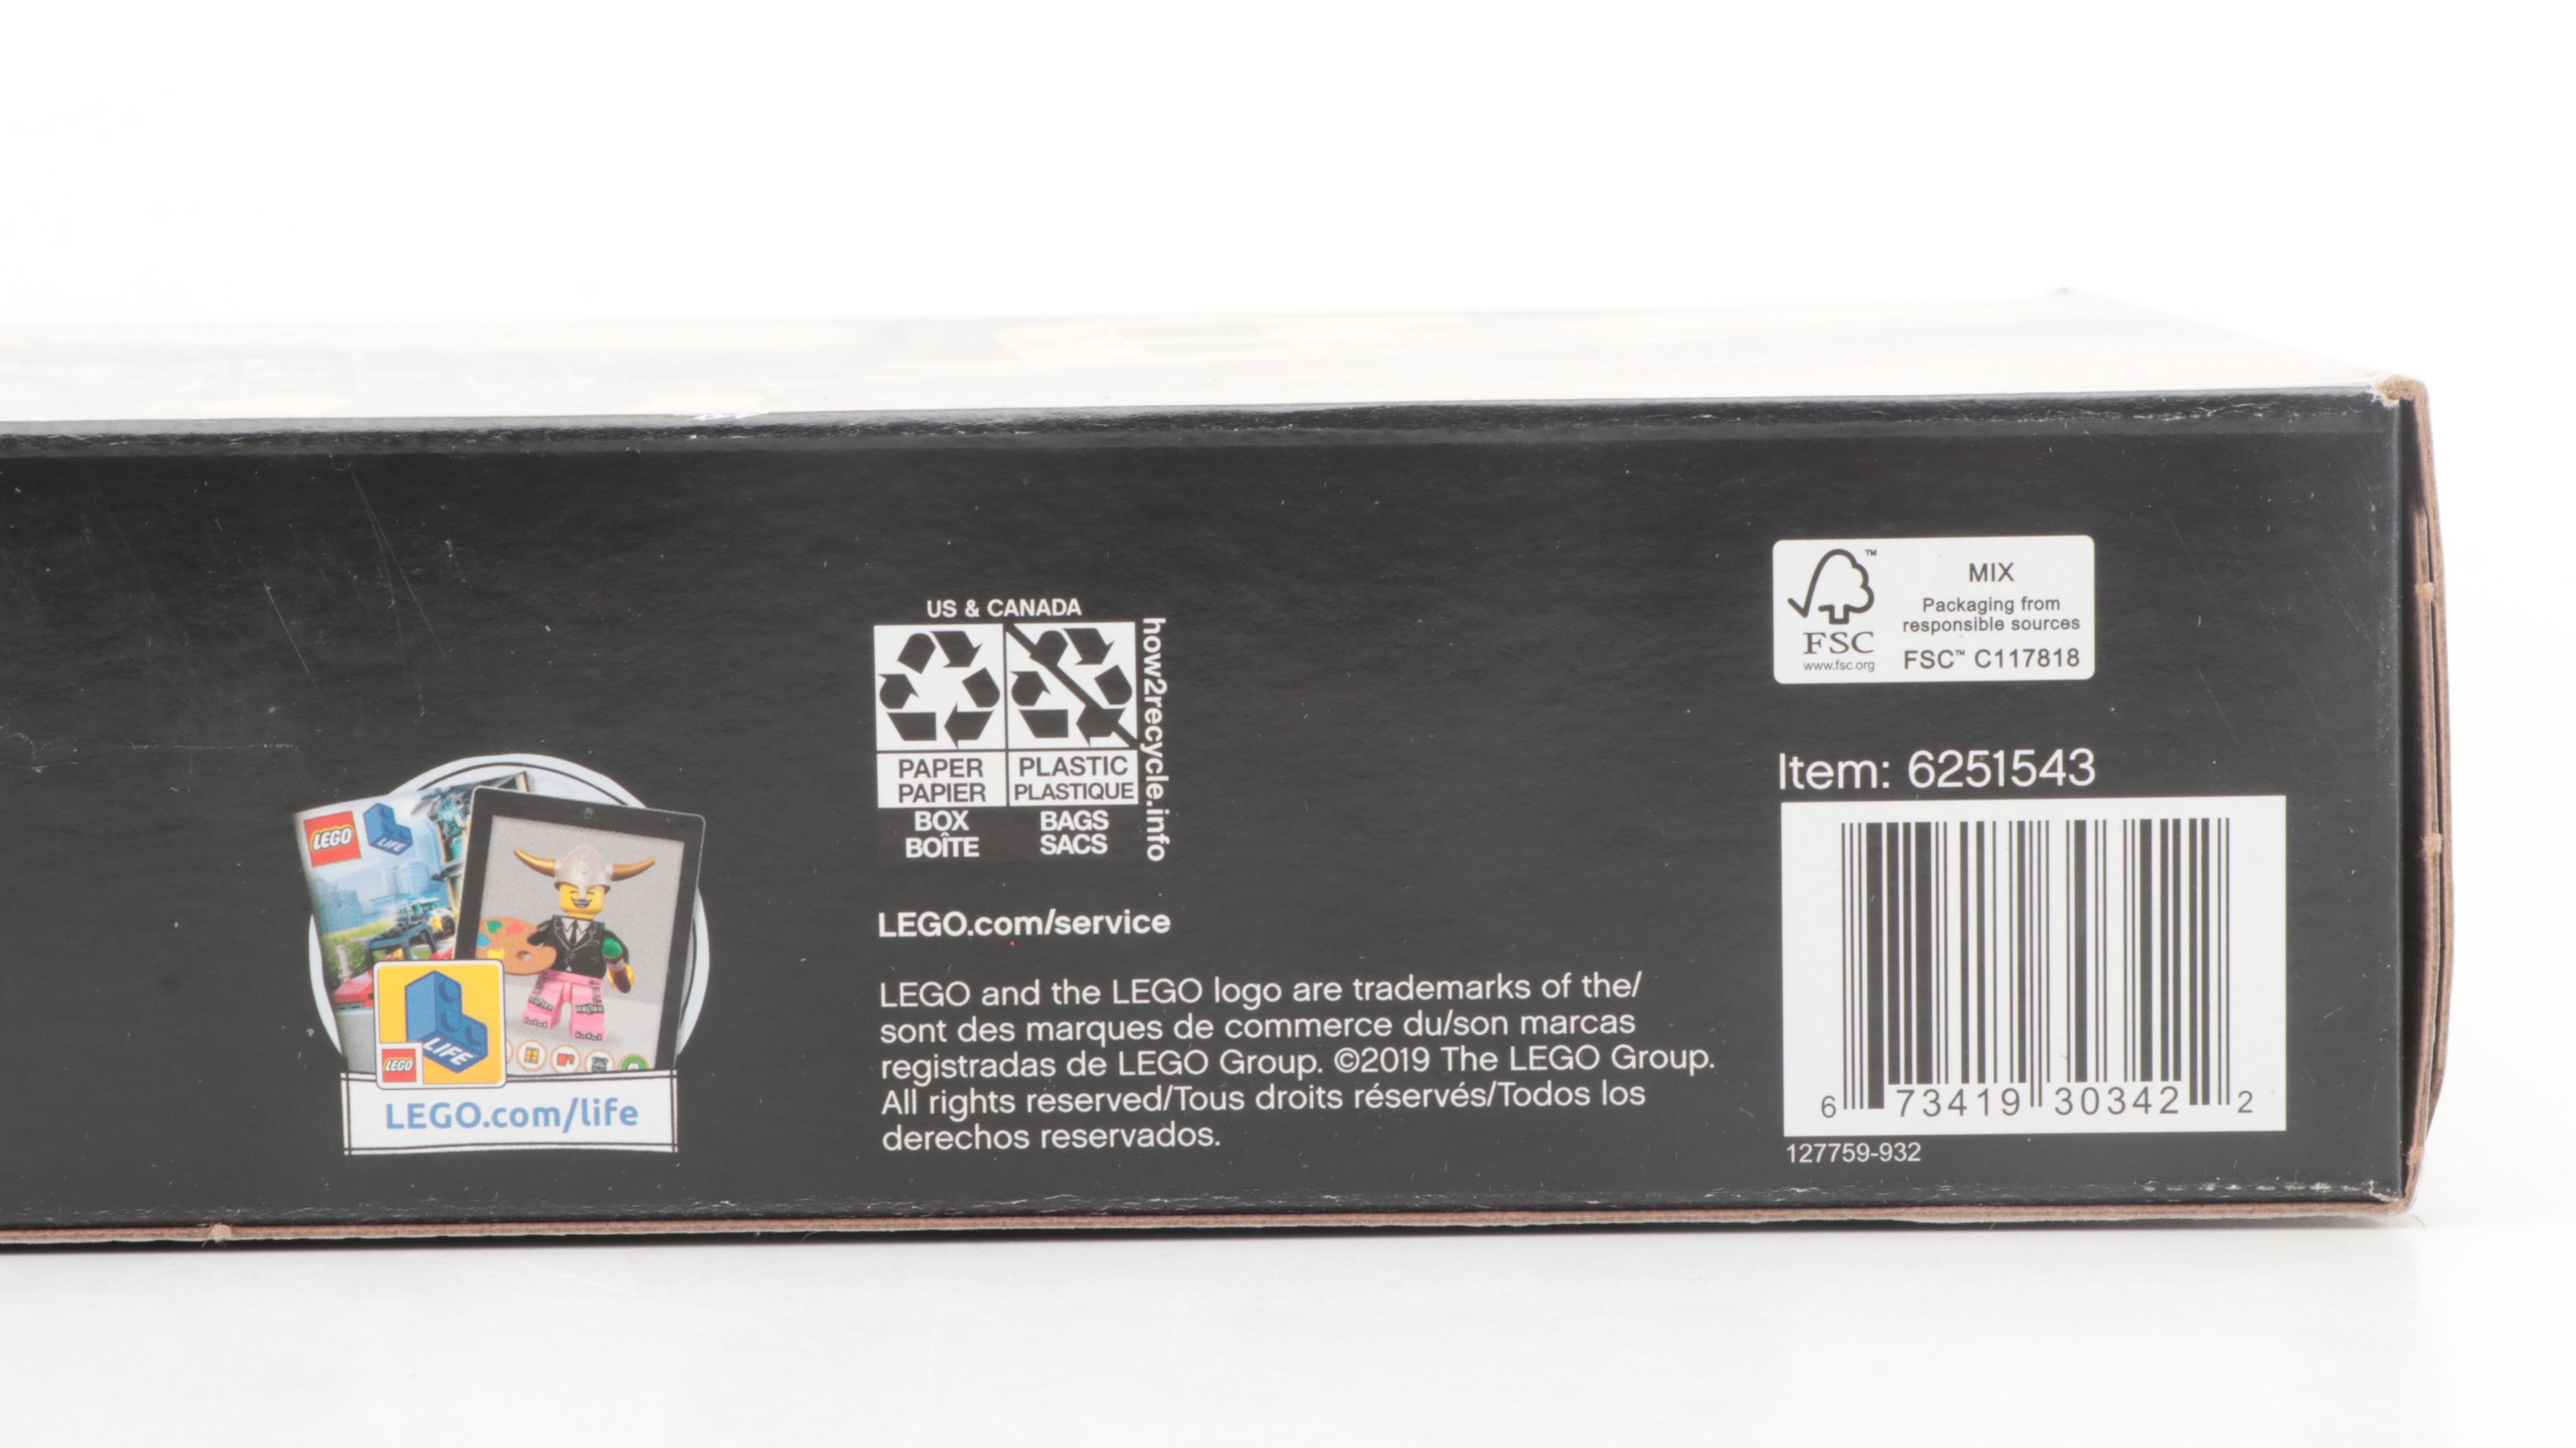 LEGO
LIFE
LIFE
LEGO
LEGO.com/life
US & CANADA
PAPER
PAPIER
PLASTIC
PLASTIQUE
BOX
BOÎTE
BAGS
SACS
how2recycle.info
LEGO.com/service
LEGO and the LEGO logo are trademarks of the/
sont des marques de commerce du/son marcas
registradas de LEGO Group. ©2019 The LEGO Group.
All rights reserved/Tous droits réservés/Todos los
derechos reservados.
™
FSC
www.fsc.org
MIX
Packaging from
responsible sources
FSC™ C117818
Item: 6251543
6 73419 30342 2
127759-932